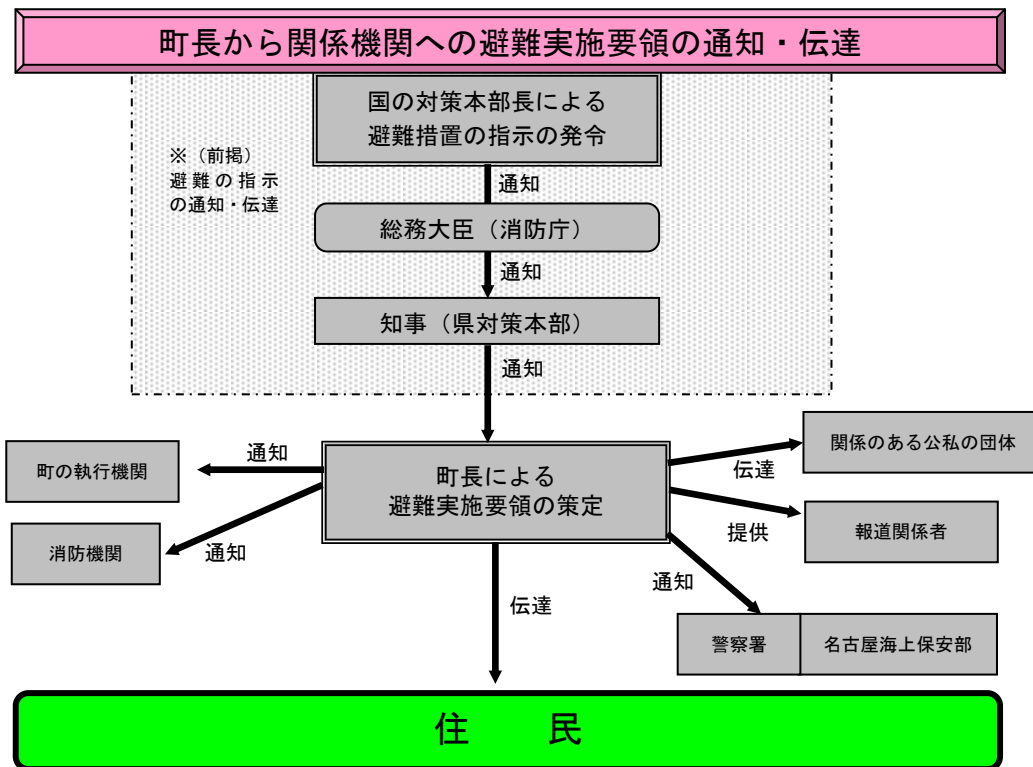 町長から関係機関への避難実施要領の通知・伝達
国の対策本部長による
避難措置の指示の発令
※（前掲）
避難の指示
の通知・伝達
通知
総務大臣（消防庁）
通知
知事（県対策本部）
通知
町の執行機関
通知
町長による
避難実施要領の策定
関係のある公私の団体
伝達
消防機関
通知
報道関係者
提供
通知
伝達
警察署
名古屋海上保安部
住　　民